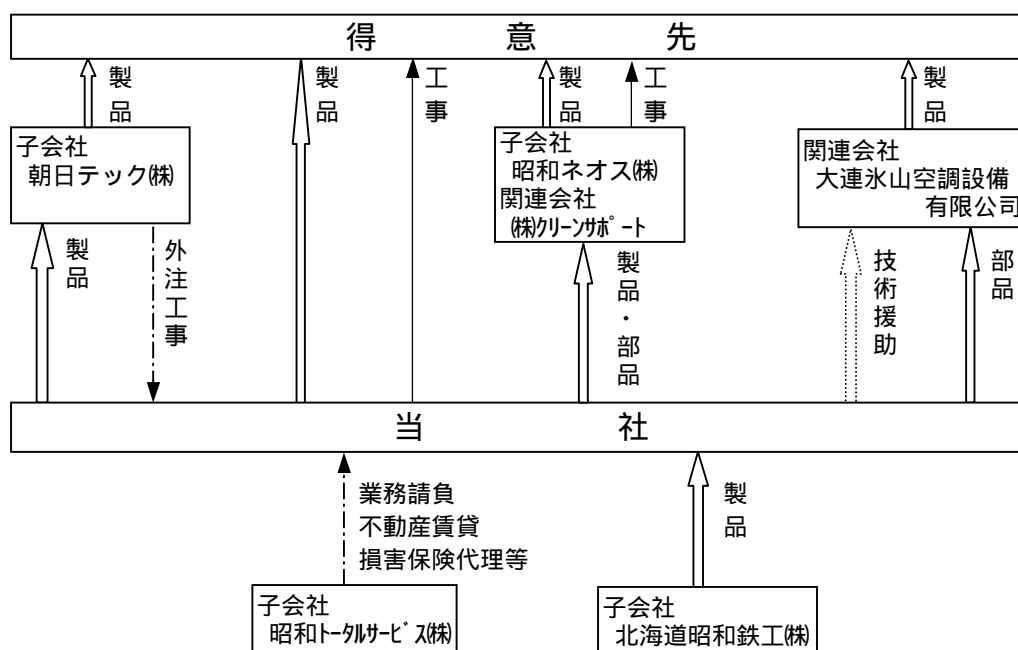 得意先
製品
製品
工事
製品
工事
製品
子会社
朝日テック㈱
子会社
昭和ネオス㈱
関連会社
㈱クリーンサポート
関連会社
大連氷山空調設備
有限公司
製品
外注工事
製品・部品
技術援助
部品
当社
業務請負
不動産賃貸
損害保険代理等
製品
子会社
昭和トータルサービス㈱
子会社
北海道昭和鉄工㈱